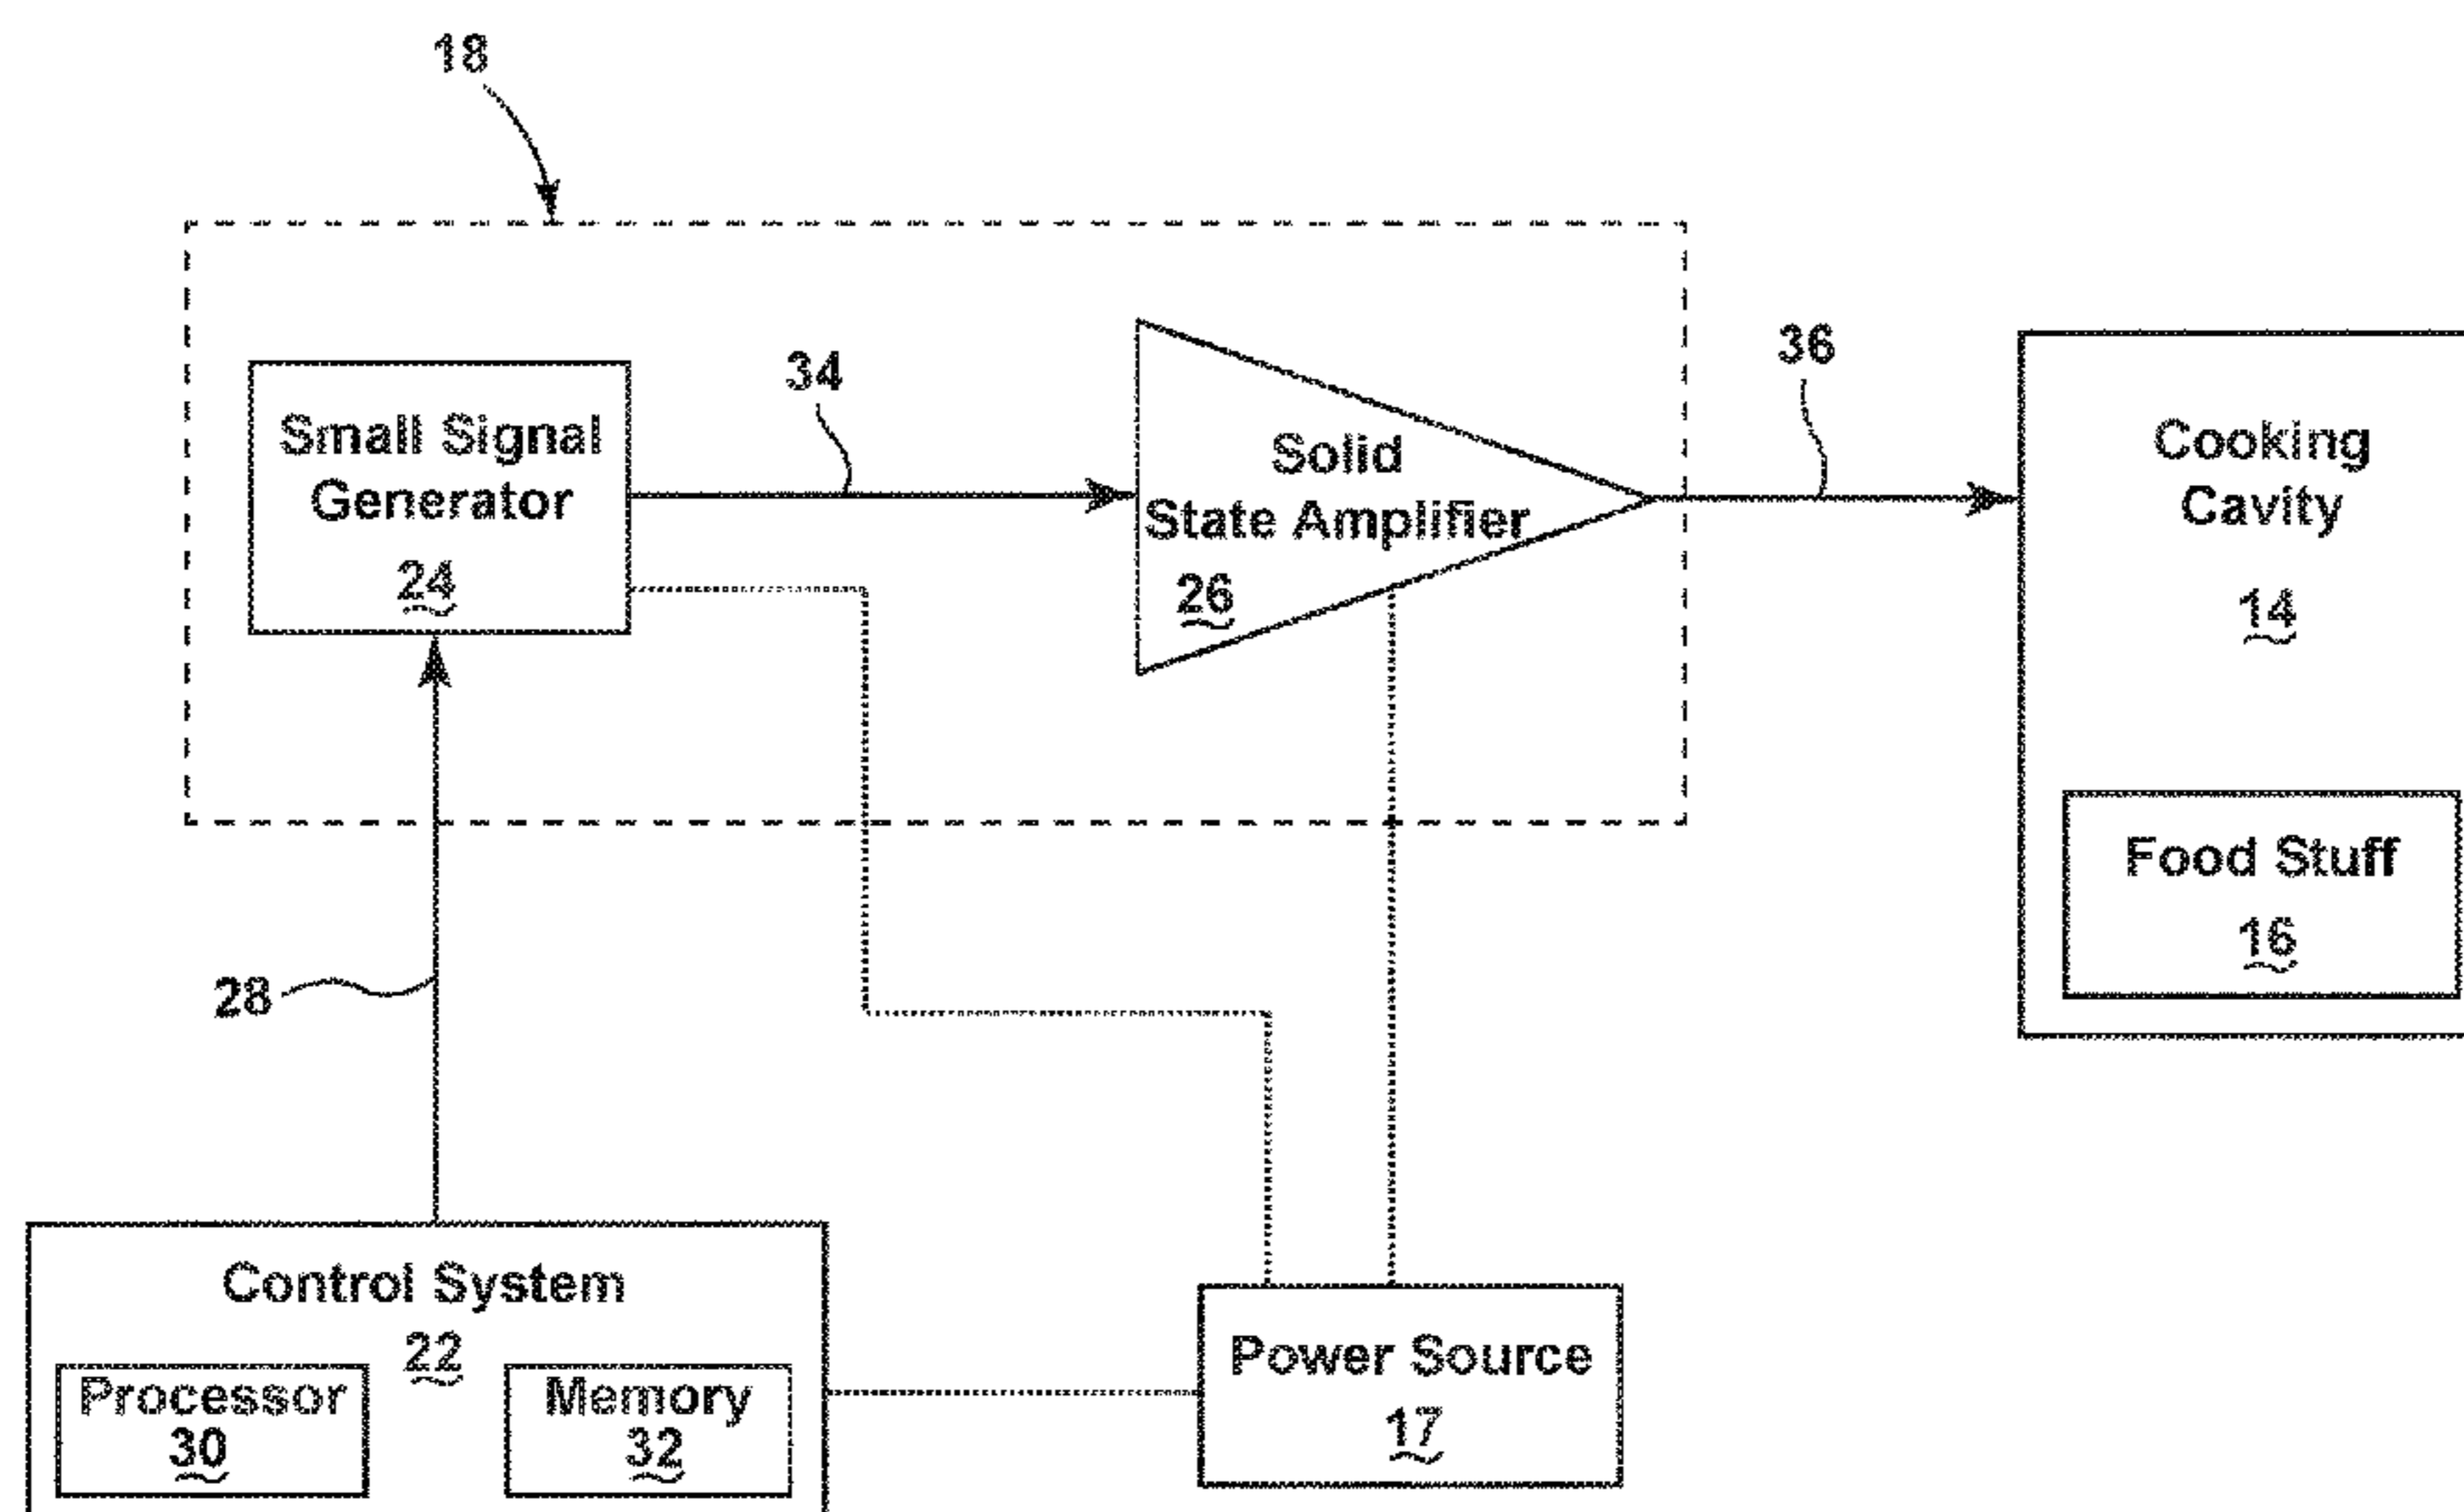 18
34
36
Small Signal
Generator
24
Solid
State Amplifier
26
Cooking
Cavity
14
Food Stuff
16
28
Control System
22
Processor
30
Memory
32
Power Source
17